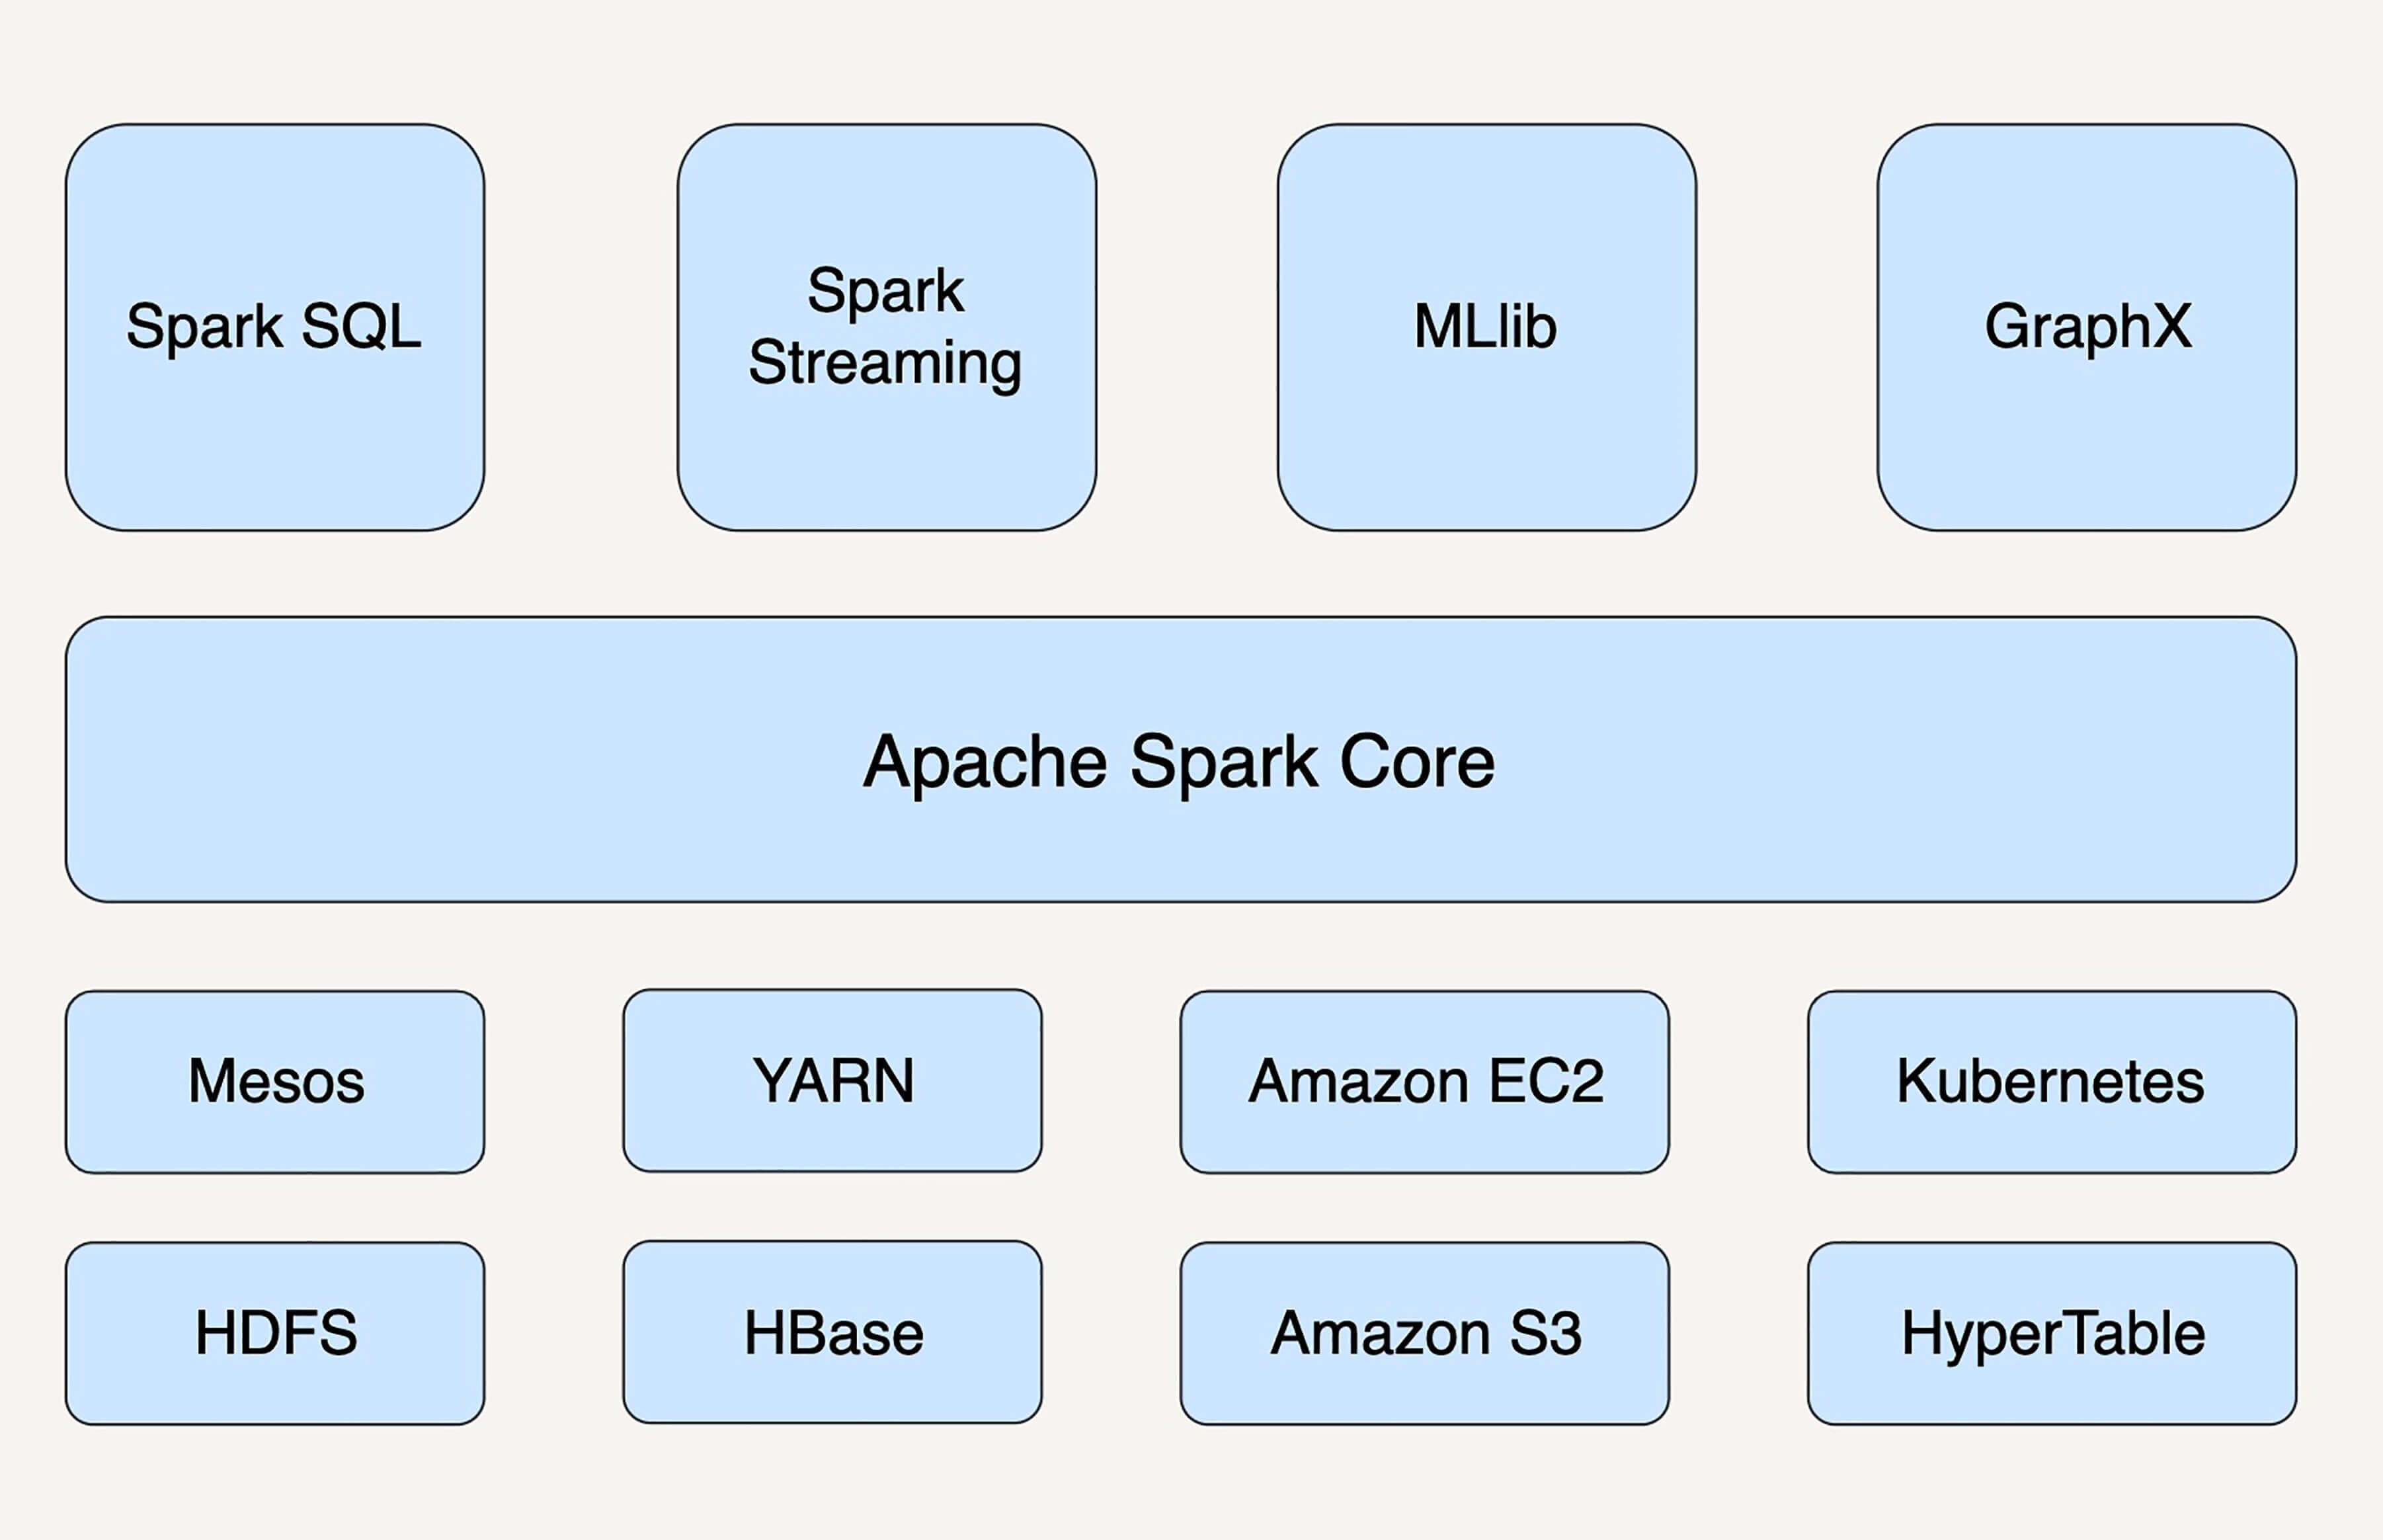 Spark SQL
Spark
Streaming
MLlib
GraphX
Apache Spark Core
Mesos
YARN
Amazon EC2
Kubernetes
HDFS
HBase
Amazon S3
HyperTable